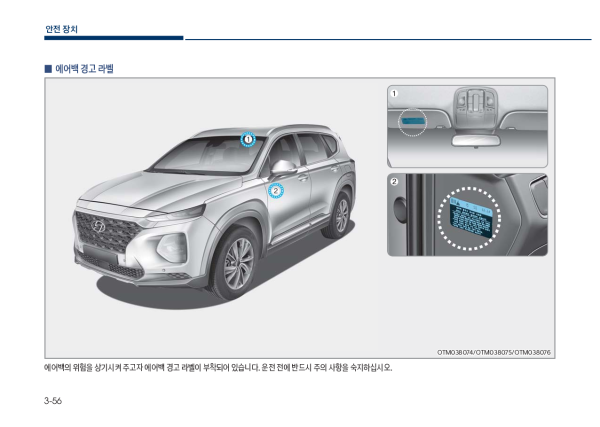 안전 장치
■ 에어백 경고 라벨
1
1
2
2
OTM038074/OTM038075/OTM038076
에어백의 위험을 상기시켜 주고자 에어백 경고 라벨이 부착되어 있습니다. 운전 전에 반드시 주의 사항을 숙지하십시오.
3-56